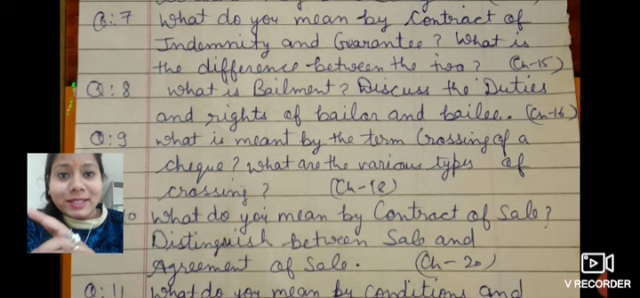 Q:7 What do you mean by Contract of
Indemnity and Guarantee? What is
the difference between the two? (Ch-15)
Q:8 What is Bailment? Discuss the Duties
and rights of bailor and bailee. (Ch-16)
Q:9 What is meant by the term Crossing of a
cheque? What are the various types of
crossing? (Ch-18)
What do you mean by Contract of Sale?
Distinguish between Sale and
Agreement of Sale. (Ch-20)
Q:11 What do you mean by conditions and
V RECORDER